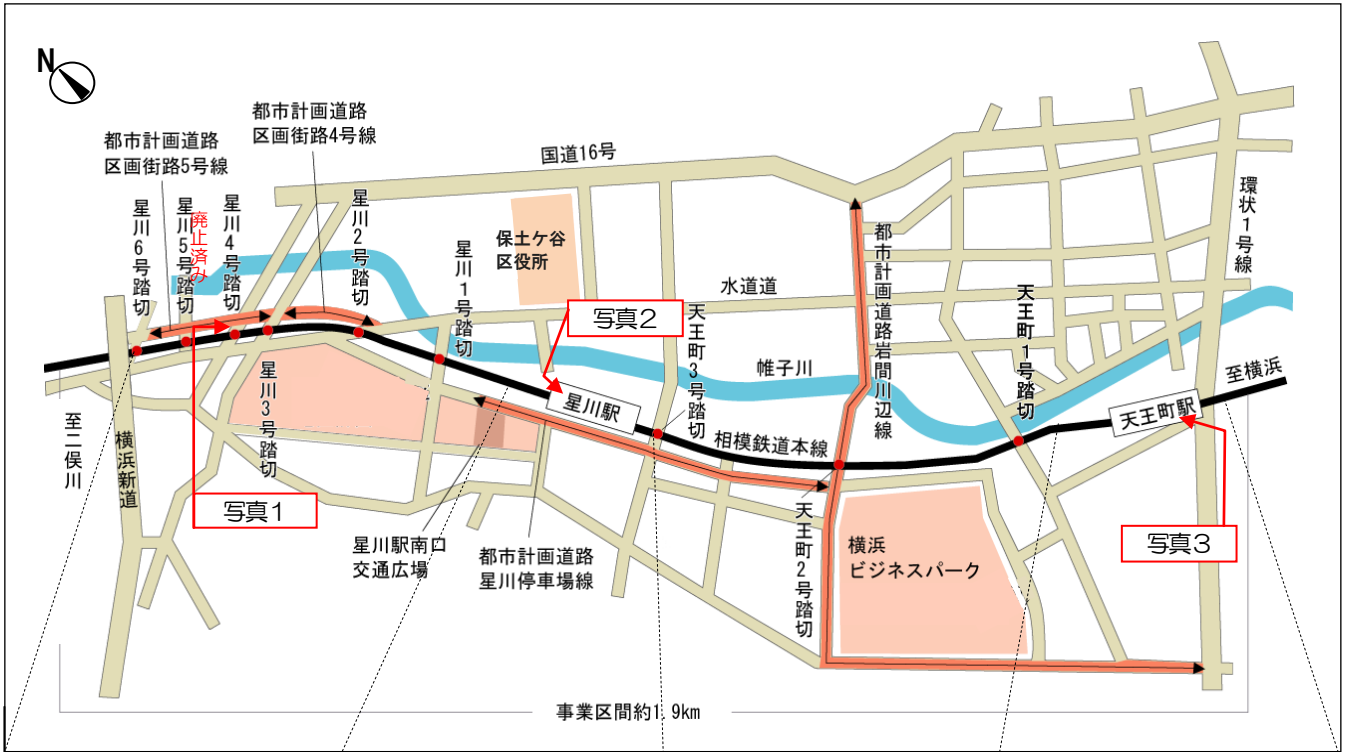 N
都市計画道路
区画街路4号線
都市計画道路
区画街路5号線
国道16号
環状1号線
星川6号踏切
星川5号踏切
廃止済み
星川4号踏切
星川2号踏切
星川1号踏切
保土ケ谷
区役所
都市計画道路岩間川辺線
水道道
天王町1号踏切
写真2
天王町3号踏切
帷子川
至横浜
星川駅
天王町駅
相模鉄道本線
星川3号踏切
至二俣川
横浜新道
写真1
星川駅南口
交通広場
都市計画道路
星川停車場線
天王町2号踏切
横浜
ビジネスパーク
写真3
事業区間約1.9km